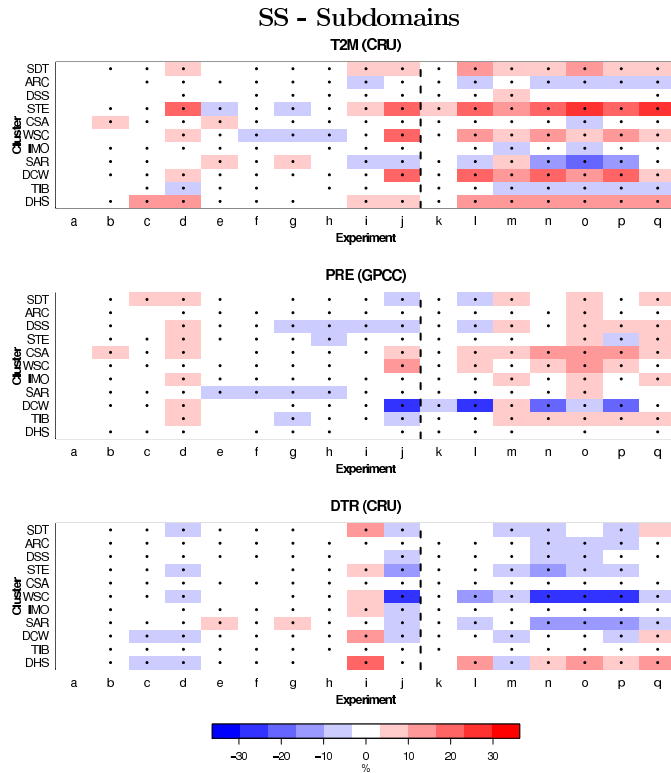 SS - Subdomains
T2M (CRU)
SDT
ARC
DSS
STE
CSA
WSC
IMO
SAR
DCW
TIB
DHS
Cluster
a b c d e f g h i j k l m n o p q
Experiment
PRE (GPCC)
SDT
ARC
DSS
STE
CSA
WSC
IMO
SAR
DCW
TIB
DHS
Cluster
a b c d e f g h i j k l m n o p q
Experiment
DTR (CRU)
SDT
ARC
DSS
STE
CSA
WSC
IMO
SAR
DCW
TIB
DHS
Cluster
a b c d e f g h i j k l m n o p q
Experiment
−30 −20 −10 0 10 20 30
%